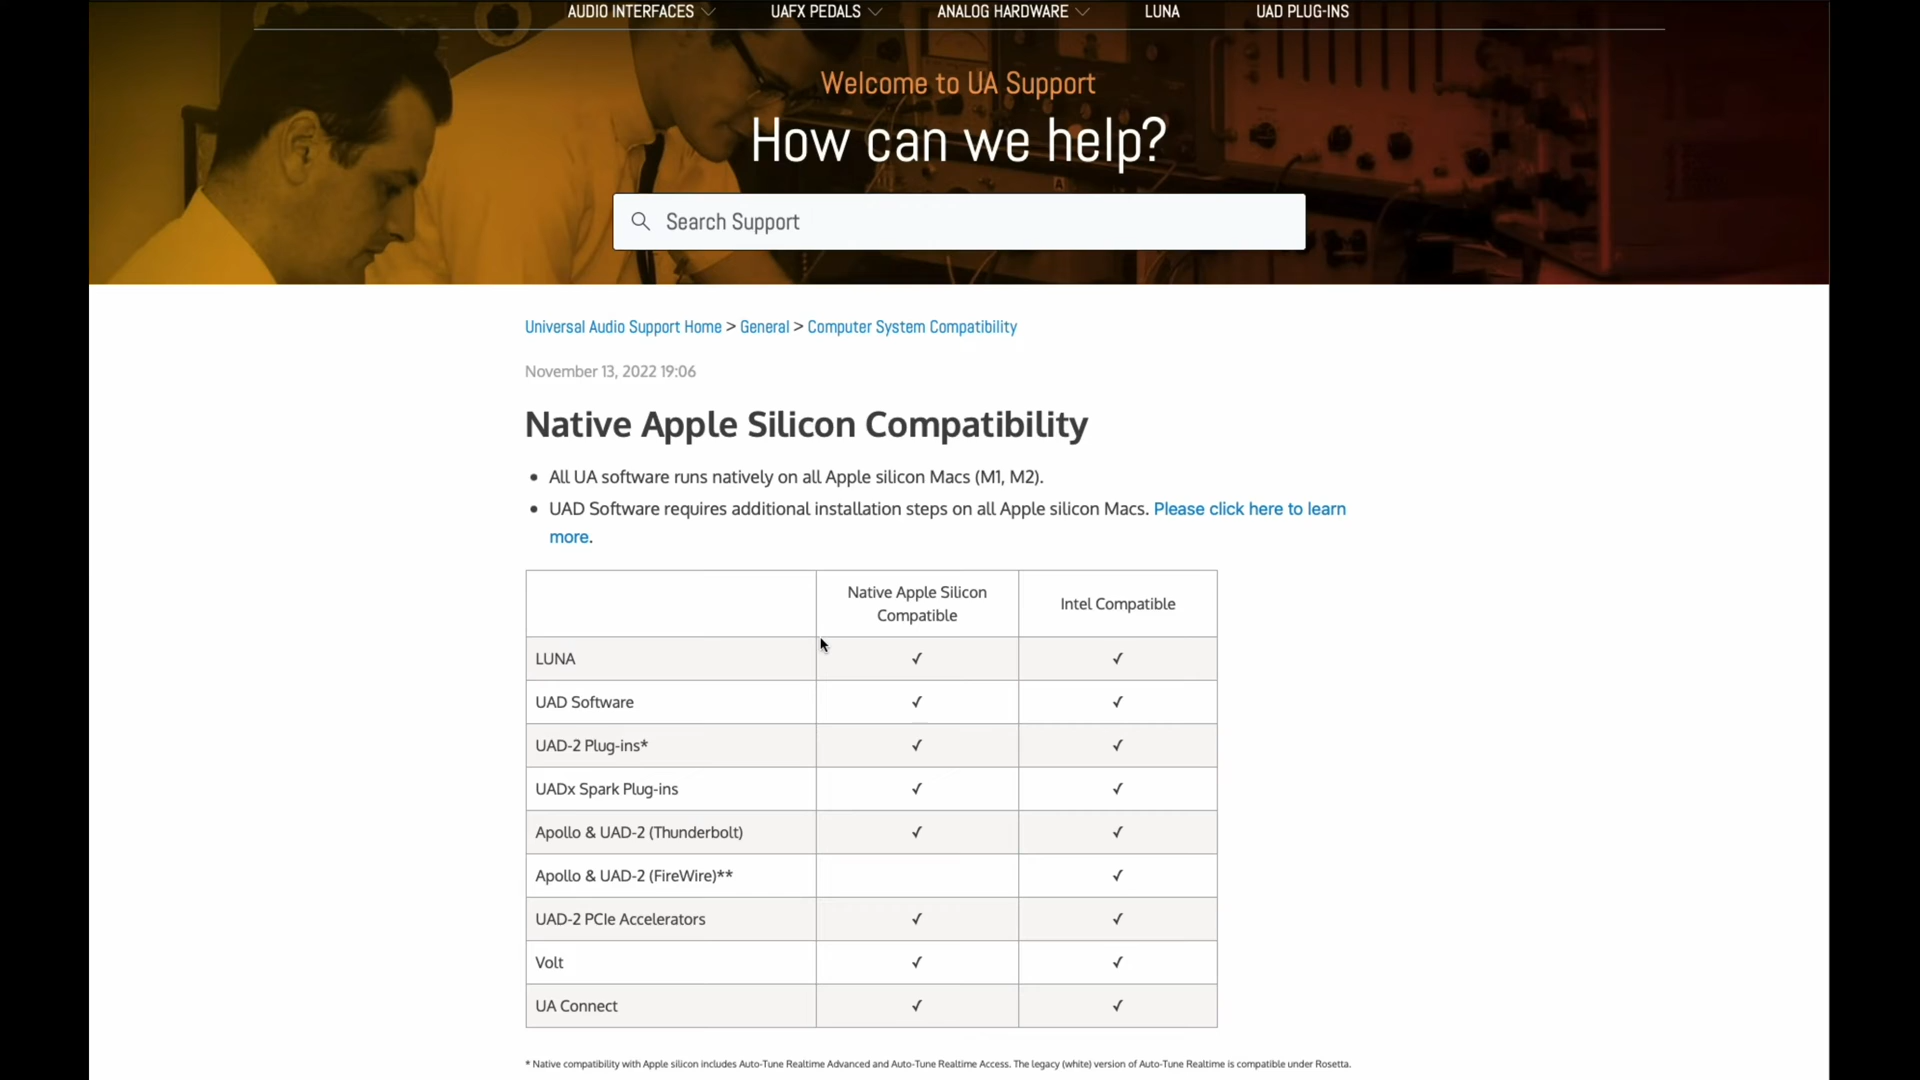 AUDIO INTERFACES UAFX PEDALS ANALOG HARDWARE LUNA UAD PLUG-INS
Welcome to UA Support
How can we help?
Search Support
Universal Audio Support Home > General > Computer System Compatibility
November 13, 2022 19:06
Native Apple Silicon Compatibility
• All UA software runs natively on all Apple silicon Macs (M1, M2).
• UAD Software requires additional installation steps on all Apple silicon Macs. Please click here to learn
more.
Native Apple Silicon
Compatible
Intel Compatible
LUNA ✓ ✓
UAD Software ✓ ✓
UAD-2 Plug-ins* ✓ ✓
UADx Spark Plug-ins ✓ ✓
Apollo & UAD-2 (Thunderbolt) ✓ ✓
Apollo & UAD-2 (FireWire)** ✓
UAD-2 PCIe Accelerators ✓ ✓
Volt ✓ ✓
UA Connect ✓ ✓
* Native compatibility with Apple silicon includes Auto-Tune Realtime Advanced and Auto-Tune Realtime Access. The legacy (white) version of Auto-Tune Realtime is compatible under Rosetta.